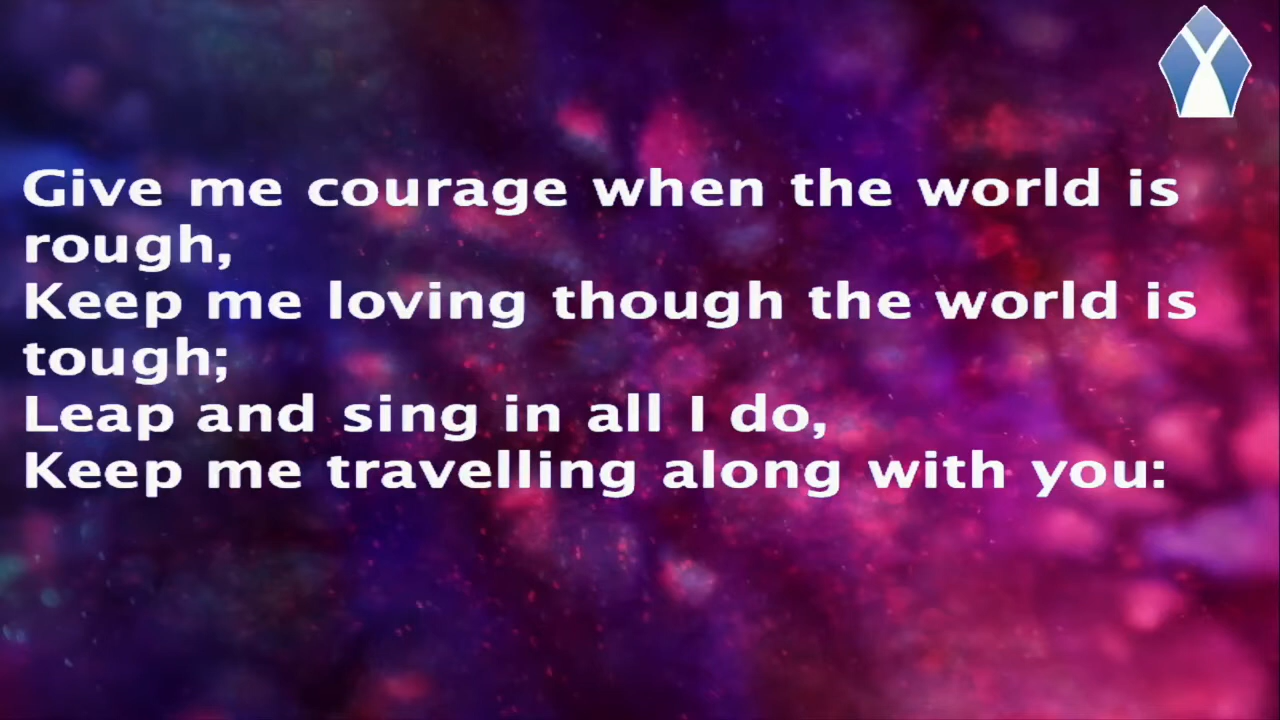 Give me courage when the world is
rough,
Keep me loving though the world is
tough;
Leap and sing in all I do,
Keep me travelling along with you: